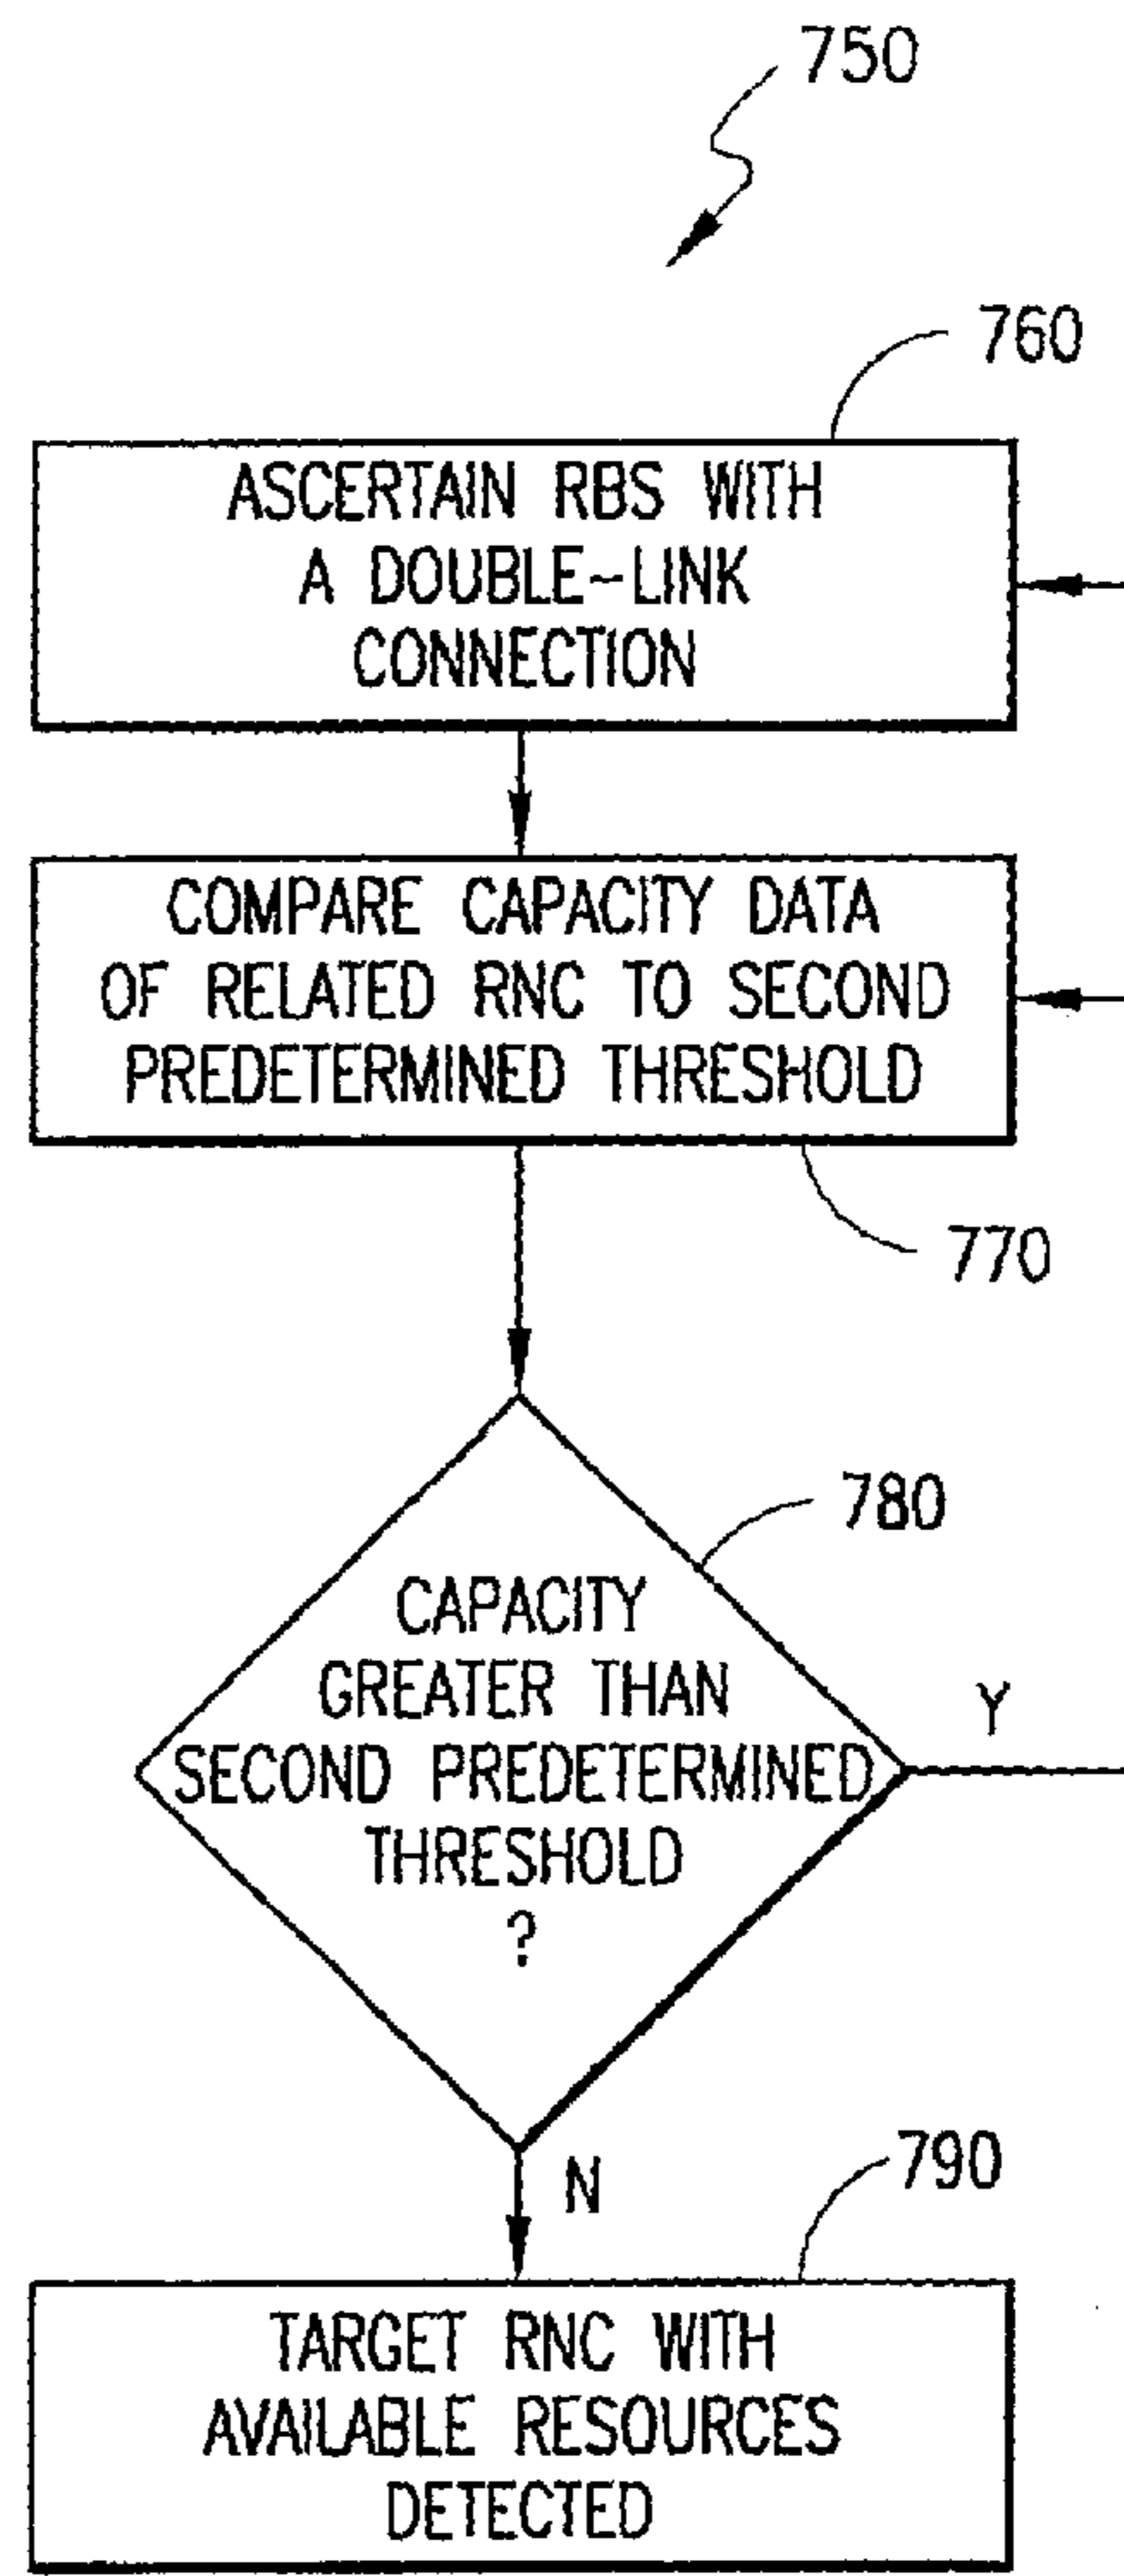 750
760
ASCERTAIN RBS WITH
A DOUBLE-LINK
CONNECTION
COMPARE CAPACITY DATA
OF RELATED RNC TO SECOND
PREDETERMINED THRESHOLD
770
780
CAPACITY
GREATER THAN
SECOND PREDETERMINED
THRESHOLD
?
Y
N
790
TARGET RNC WITH
AVAILABLE RESOURCES
DETECTED